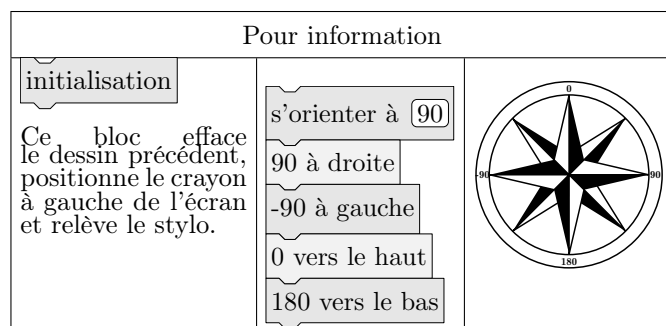 Pour information
initialisation
Ce bloc efface
le dessin précédent,
positionne le crayon
à gauche de l'écran
et relève le stylo.
s'orienter à 90
90 à droite
-90 à gauche
0 vers le haut
180 vers le bas
0
-90
90
180